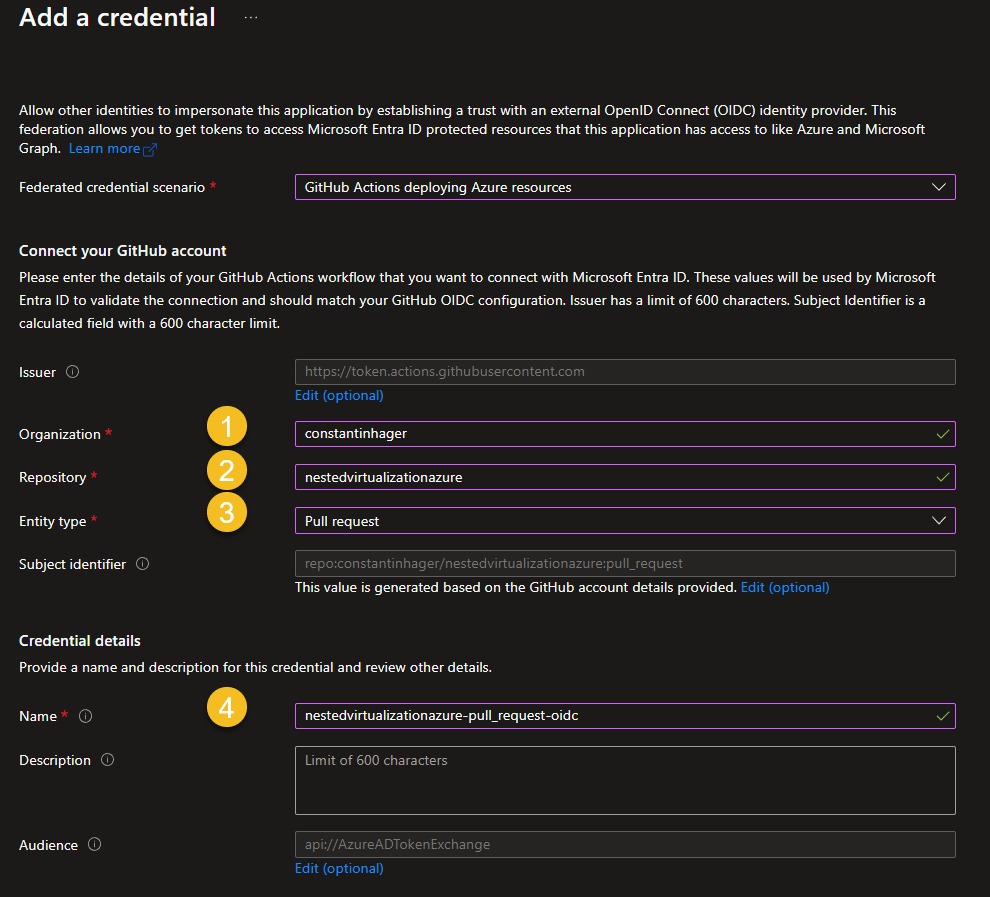 Add a credential ...
Allow other identities to impersonate this application by establishing a trust with an external OpenID Connect (OIDC) identity provider. This
federation allows you to get tokens to access Microsoft Entra ID protected resources that this application has access to like Azure and Microsoft
Graph. Learn more
Federated credential scenario * GitHub Actions deploying Azure resources
Connect your GitHub account
Please enter the details of your GitHub Actions workflow that you want to connect with Microsoft Entra ID. These values will be used by Microsoft
Entra ID to validate the connection and should match your GitHub OIDC configuration. Issuer has a limit of 600 characters. Subject Identifier is a
calculated field with a 600 character limit.
Issuer https://token.actions.githubusercontent.com
Edit (optional)
Organization * 1 constantinhager
Repository * 2 nestedvirtualizationazure
Entity type * 3 Pull request
Subject identifier repo:constantinhager/nestedvirtualizationazure:pull_request
This value is generated based on the GitHub account details provided. Edit (optional)
Credential details
Provide a name and description for this credential and review other details.
Name * 4 nestedvirtualizationazure-pull_request-oidc
Description Limit of 600 characters
Audience api://AzureADTokenExchange
Edit (optional)